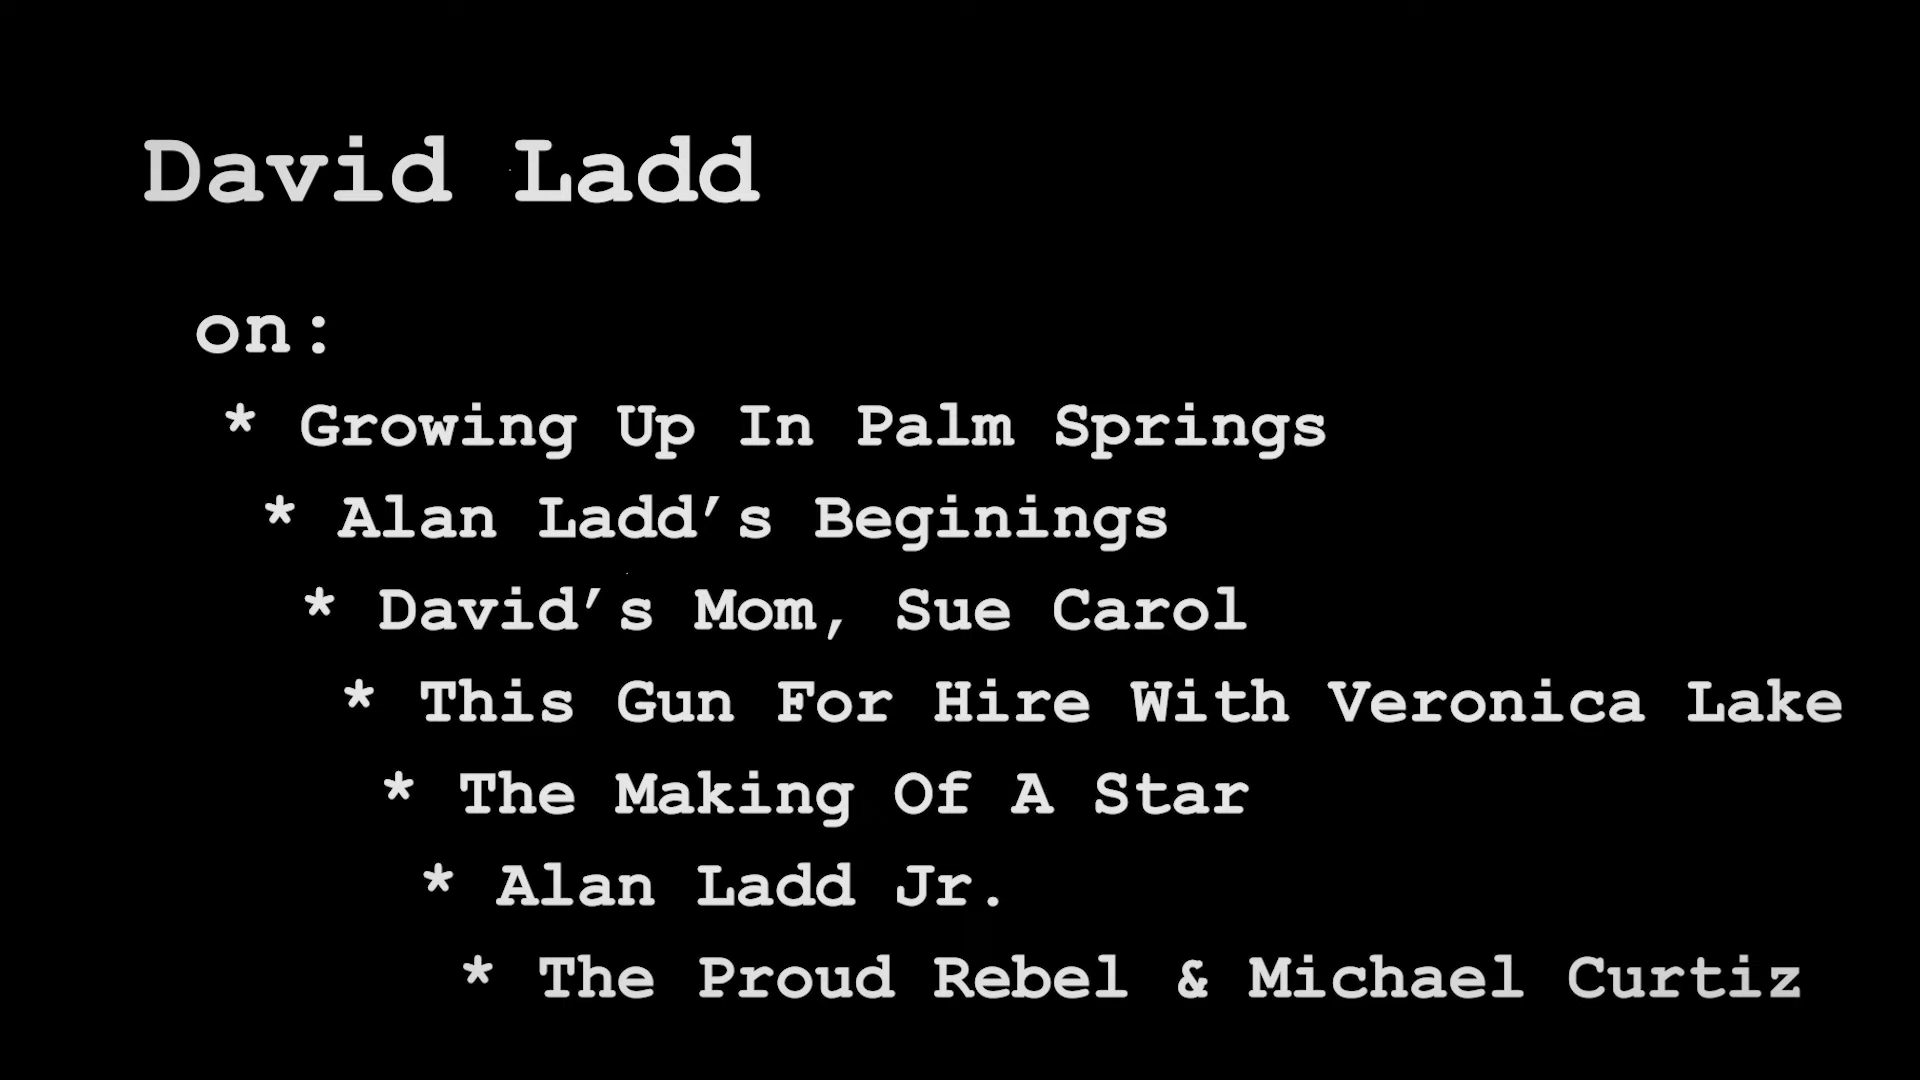 David Ladd
on:
* Growing Up In Palm Springs
* Alan Ladd’s Beginings
* David’s Mom, Sue Carol
* This Gun For Hire With Veronica Lake
* The Making Of A Star
* Alan Ladd Jr.
* The Proud Rebel & Michael Curtiz